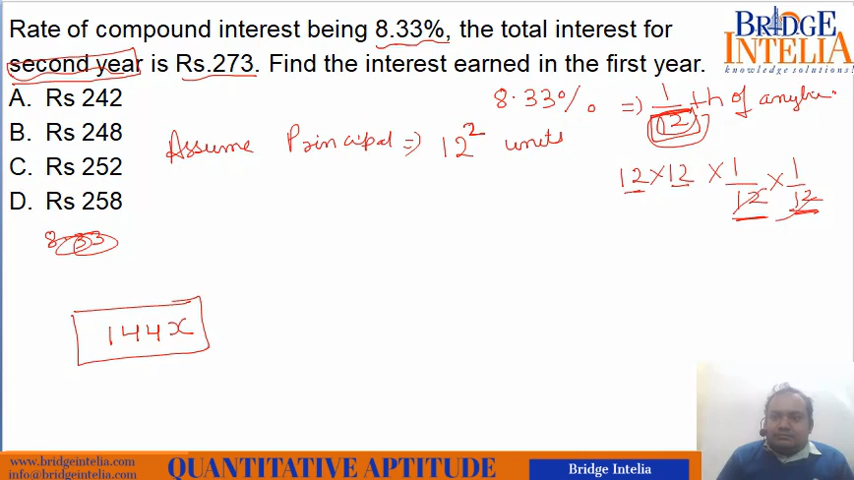 Rate of compound interest being 8.33%, the total interest for
second year is Rs.273. Find the interest earned in the first year.
BRIDGE
INTELIA
knowledge solutions
A. Rs 242
B. Rs 248
C. Rs 252
D. Rs 258
8.33% => 1/12 th of
Assume Principal => 12² units
12 × 12 × 1/12 × 1/12
8.33
144x
www.bridgeintelia.com
info@bridgeintelia.com
QUANTITATIVE APTITUDE
Bridge Intelia